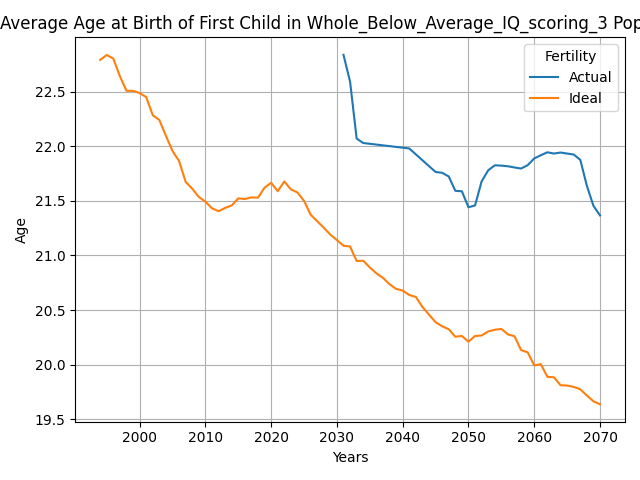 Average Age at Birth of First Child in Whole_Below_Average_IQ_scoring_3 Pop
Fertility
Actual
Ideal
22.5
22.0
21.5
21.0
20.5
20.0
19.5
Age
2000 2010 2020 2030 2040 2050 2060 2070
Years